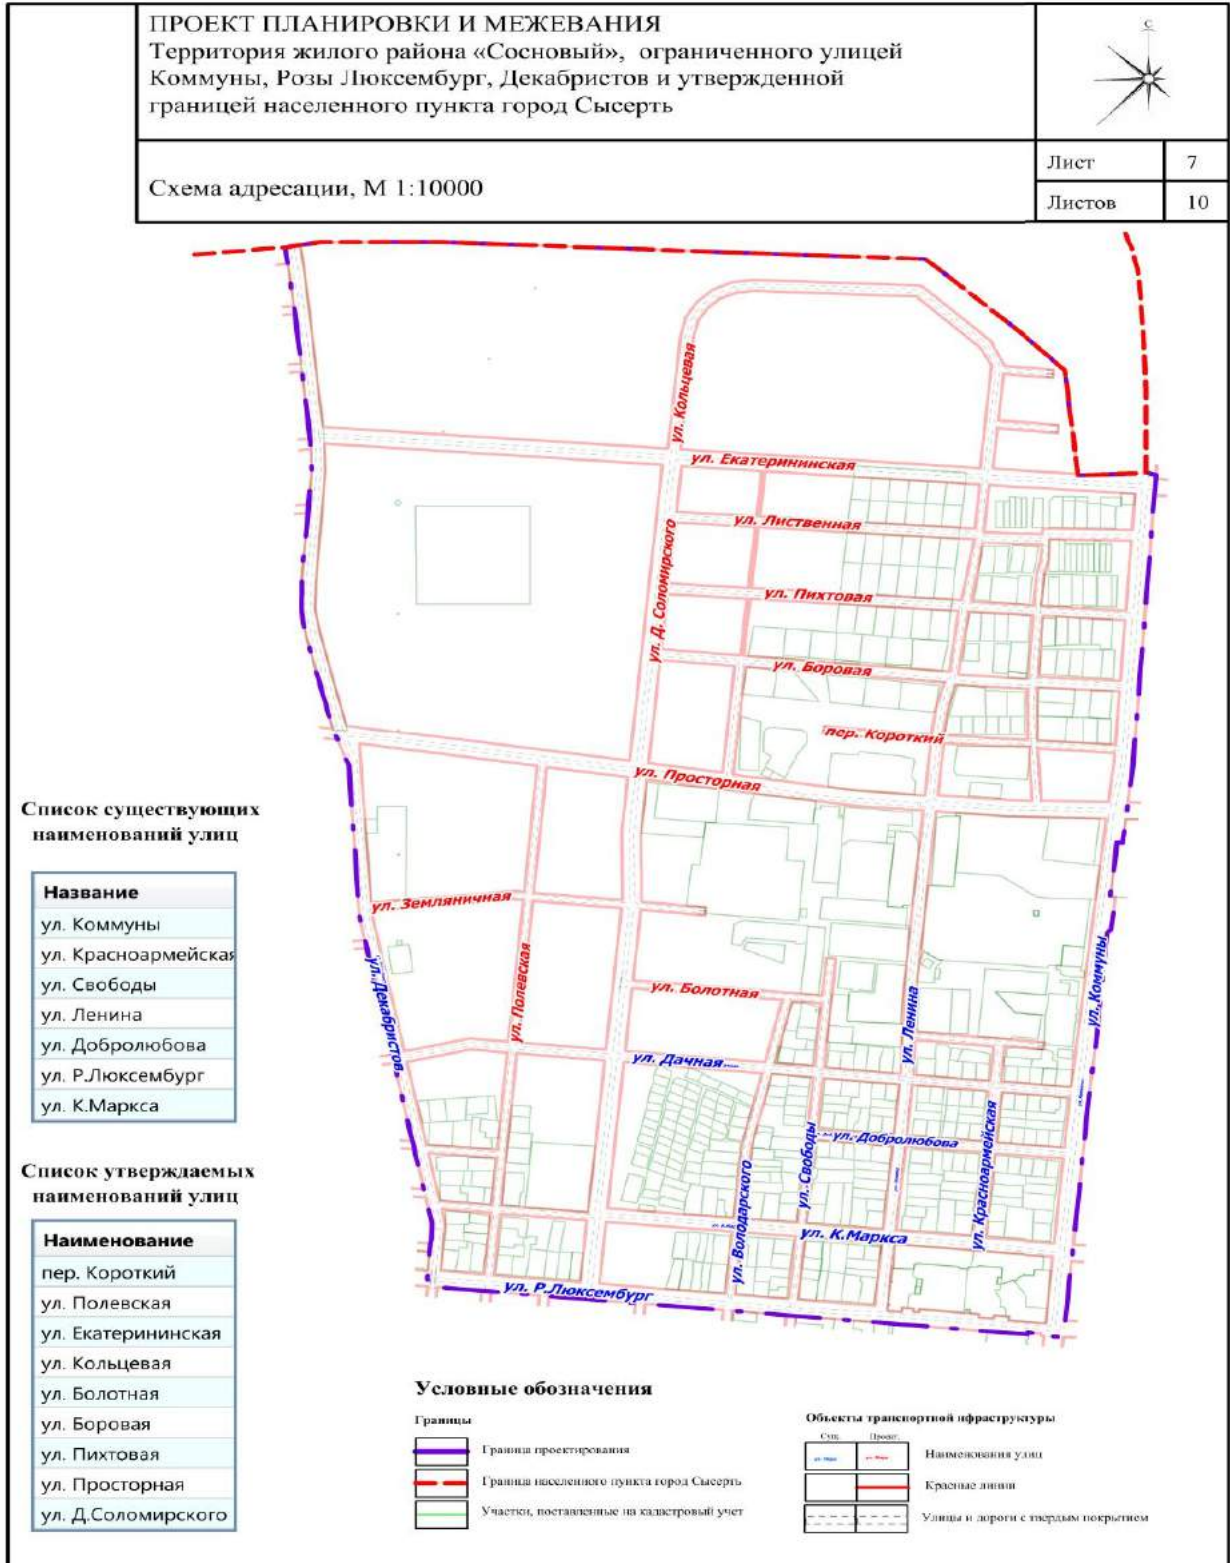 ПРОЕКТ ПЛАНИРОВКИ И МЕЖЕВАНИЯ
Территория жилого района «Сосновый», ограниченного улицей
Коммуны, Розы Люксембург, Декабристов и утвержденной
границей населенного пункта город Сысерть
С
Схема адресации, М 1:10000
Лист 7
Листов 10
ул. Кольцевая
ул. Екатерининская
ул. Лиственная
ул. Д. Соломирского
ул. Пихтовая
ул. Боровая
пер. Короткий
ул. Просторная
ул. Земляничная
ул. Полевская
ул. Болотная
ул. Декабристов
ул. Дачная
ул. Ленина
ул. Коммуны
ул. Добролюбова
ул. Свободы
ул. Красноармейская
ул. Володарского
ул. К.Маркса
ул. Р.Люксембург
Список существующих
наименований улиц
Название
ул. Коммуны
ул. Красноармейская
ул. Свободы
ул. Ленина
ул. Добролюбова
ул. Р.Люксембург
ул. К.Маркса
Список утверждаемых
наименований улиц
Наименование
пер. Короткий
ул. Полевская
ул. Екатерининская
ул. Кольцевая
ул. Болотная
ул. Боровая
ул. Пихтовая
ул. Просторная
ул. Д.Соломирского
Условные обозначения
Границы
Граница проектирования
Граница населенного пункта город Сысерть
Участки, поставленные на кадастровый учет
Объекты транспортной ифраструктуры
Сущ. Проект.
Наименования улиц
Красные линии
Улицы и дороги с твердым покрытием